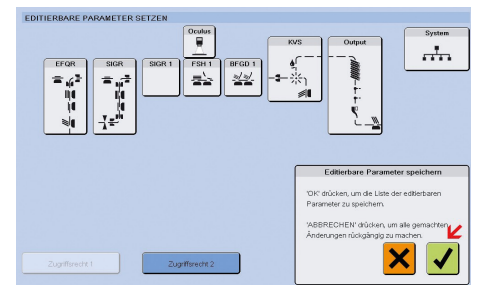 EDITIERBARE PARAMETER SETZEN
Oculus
System
KVS
Output
EFQR
SIGR
SIGR 1
FSH 1
BFGD 1
Editierbare Parameter speichern
'OK' drücken, um die Liste der editierbaren
Parameter zu speichern.
'ABBRECHEN' drücken, um alle gemachten
Änderungen rückgängig zu machen.
Zugriffsrecht 1
Zugriffsrecht 2